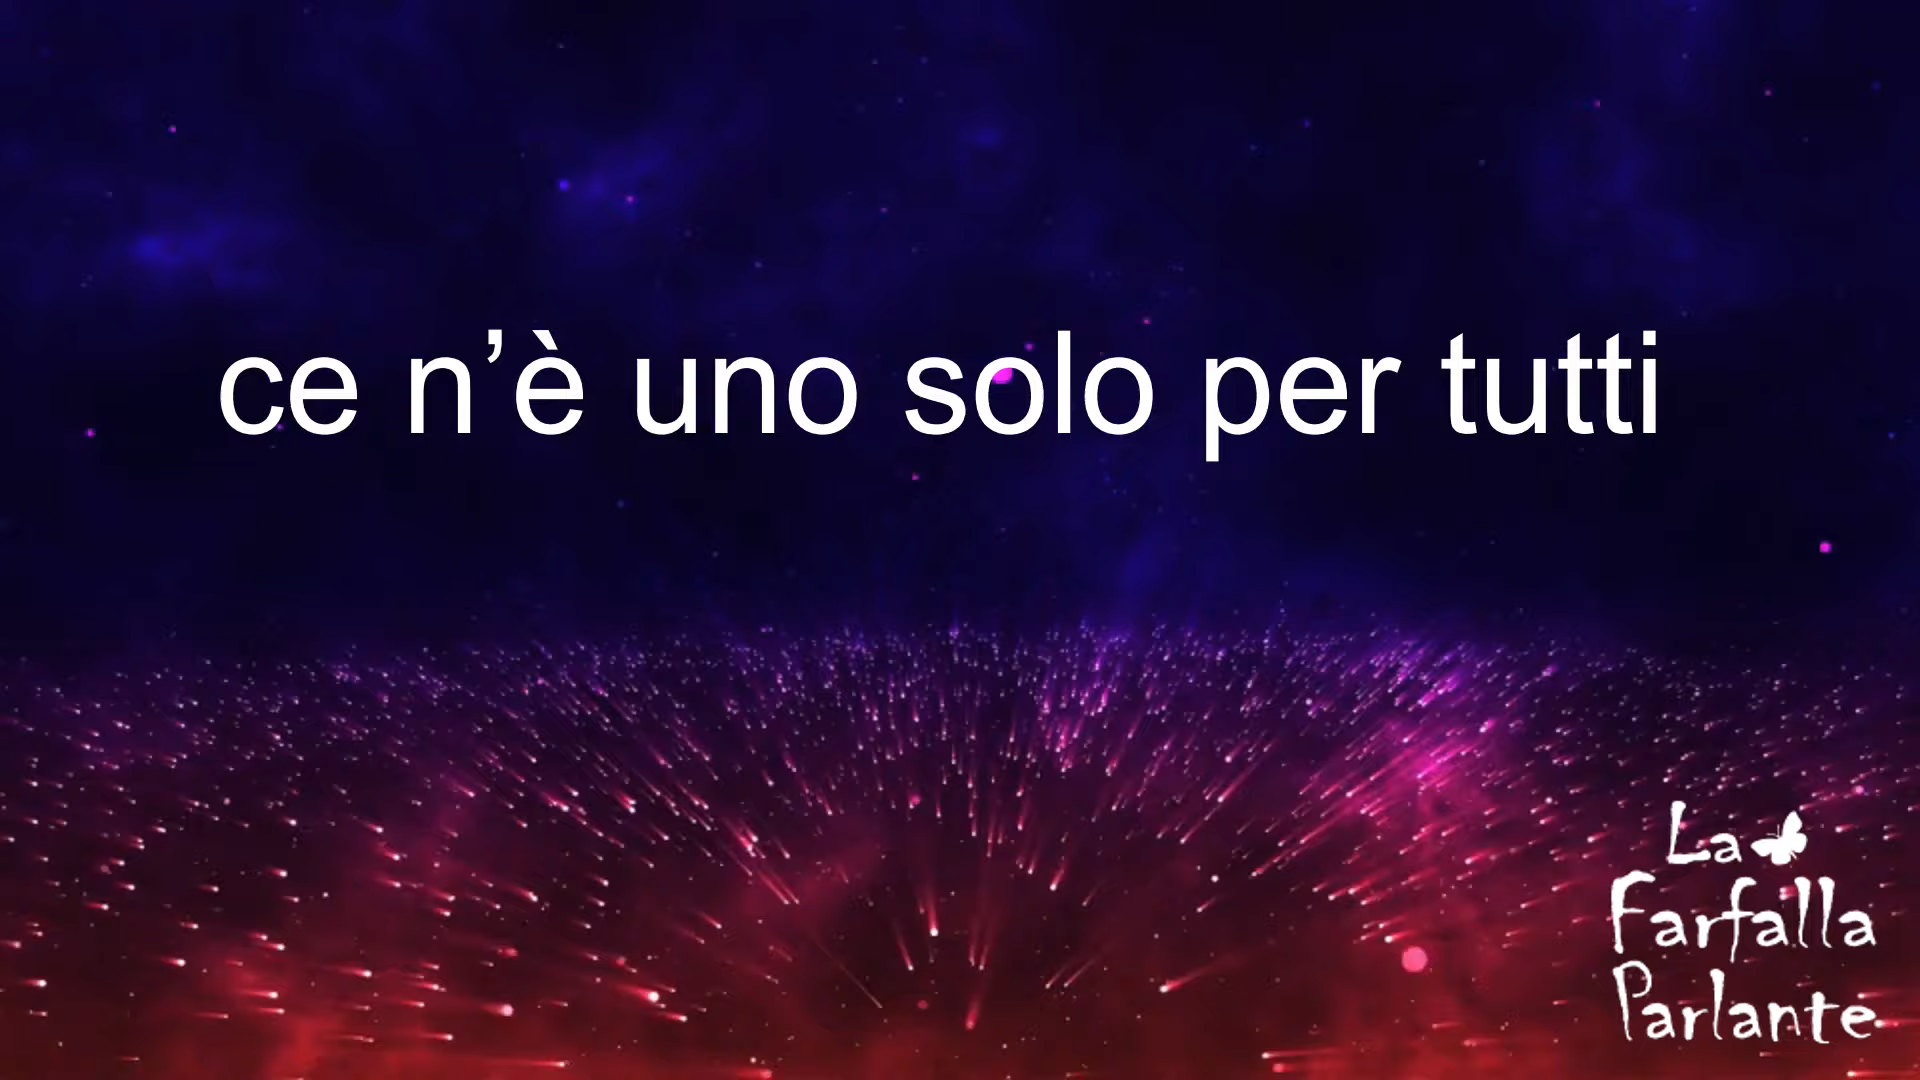 ce n’è uno solo per tutti
La
Farfalla
Parlante